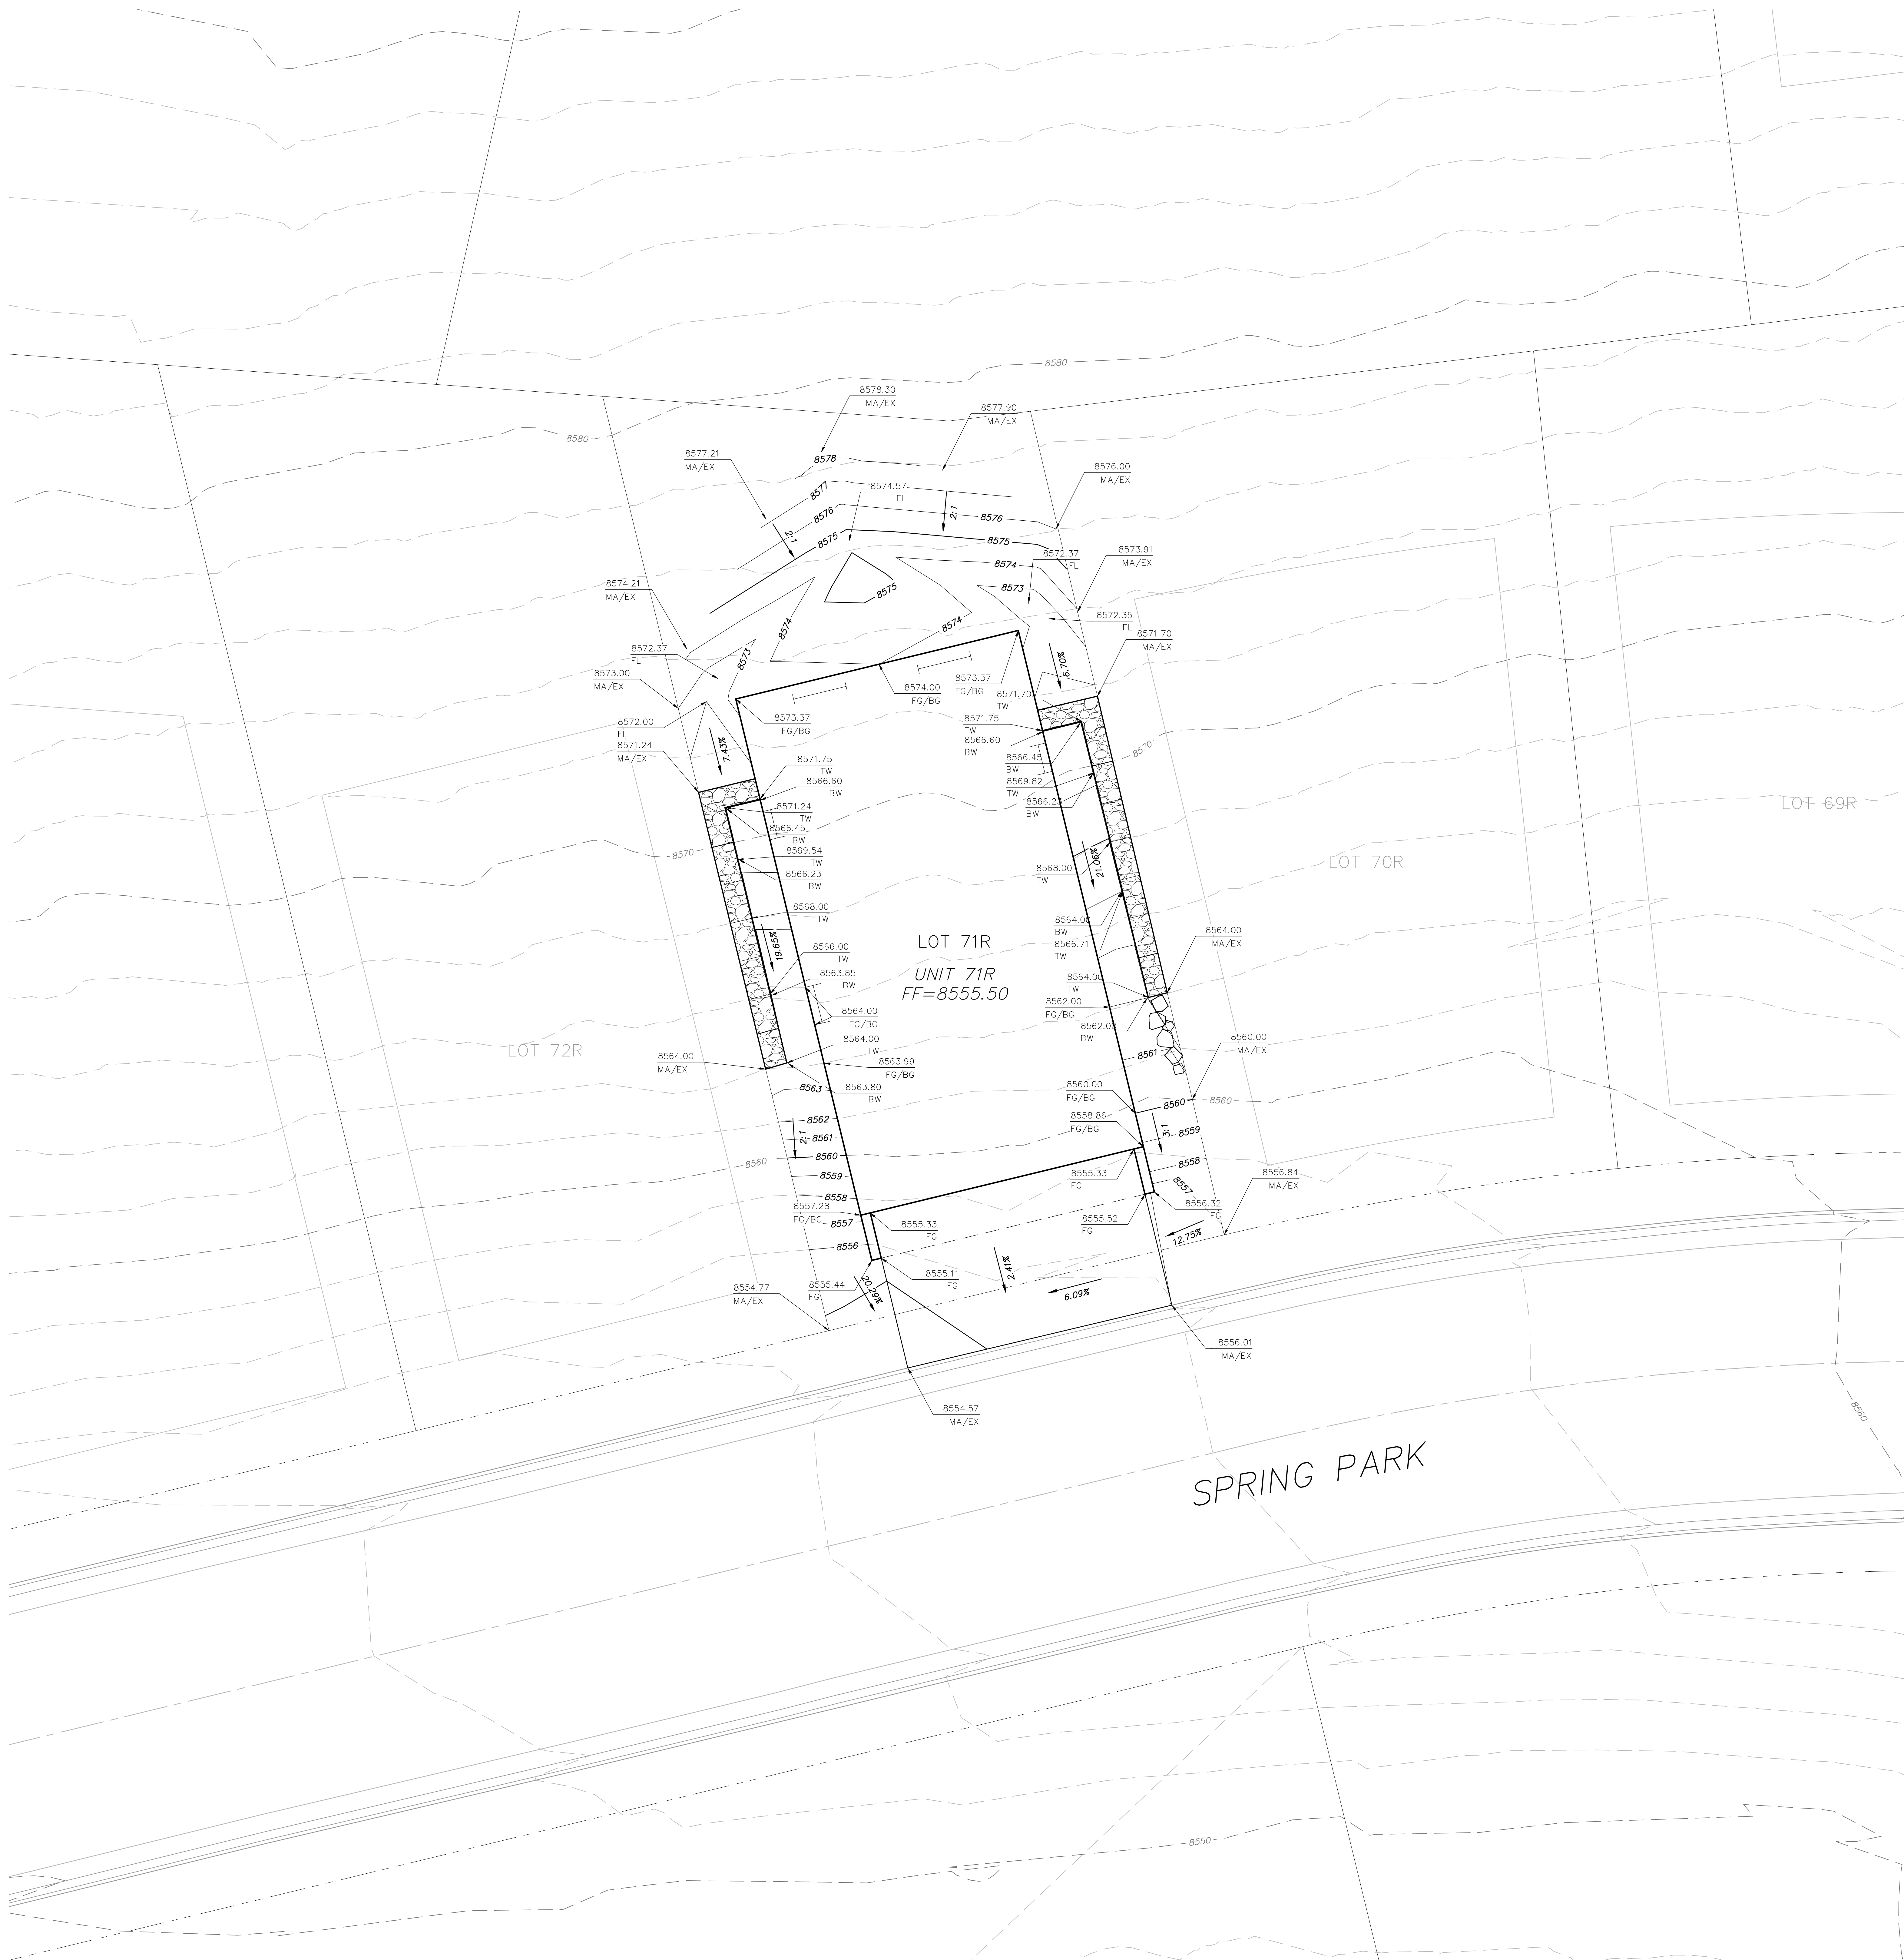 8580
8578.30
MA/EX
8577.90
MA/EX
8580
8577.21
MA/EX
8578
8576.00
MA/EX
8577
8574.57
FL
8576
2:1
8576
2:1
8575
8575
8572.37
FL
8573.91
MA/EX
8574
8574.21
MA/EX
8575
8573
8574
8574
8572.35
FL
8571.70
MA/EX
8572.37
FL
8573
6.70%
8573.00
MA/EX
8573.37
FG/BG
8574.00
FG/BG
8571.70
TW
8572.00
FL
8573.37
FG/BG
8571.75
TW
8566.60
BW
8571.24
MA/EX
7.43%
8570
8571.75
TW
8566.45
BW
8566.60
BW
8569.82
TW
8571.24
TW
8566.23
BW
LOT 69R
8566.45
BW
8570
8569.54
TW
21.06%
LOT 70R
8566.23
BW
8568.00
TW
8568.00
TW
8564.00
BW
19.65%
LOT 71R
8564.00
MA/EX
8566.00
TW
8566.71
TW
UNIT 71R
8563.85
BW
8564.00
TW
FF=8555.50
8562.00
FG/BG
8564.00
FG/BG
8562.00
BW
8560.00
MA/EX
LOT 72R
8564.00
TW
8564.00
MA/EX
8561
8563.99
FG/BG
8563
8563.80
BW
8560.00
FG/BG
8560
8560
8562
8558.86
FG/BG
3:1
8559
2:1
8561
8560
8560
8558
8559
8555.33
FG
8556.84
MA/EX
8557
8558
8557.28
FG/BG
8556.32
FG
8557
8555.33
FG
8555.52
FG
8556
12.75%
8555.11
FG
2.41%
8555.44
FG
20.29%
8554.77
MA/EX
6.09%
8556.01
MA/EX
8554.57
MA/EX
8560
SPRING PARK
8550